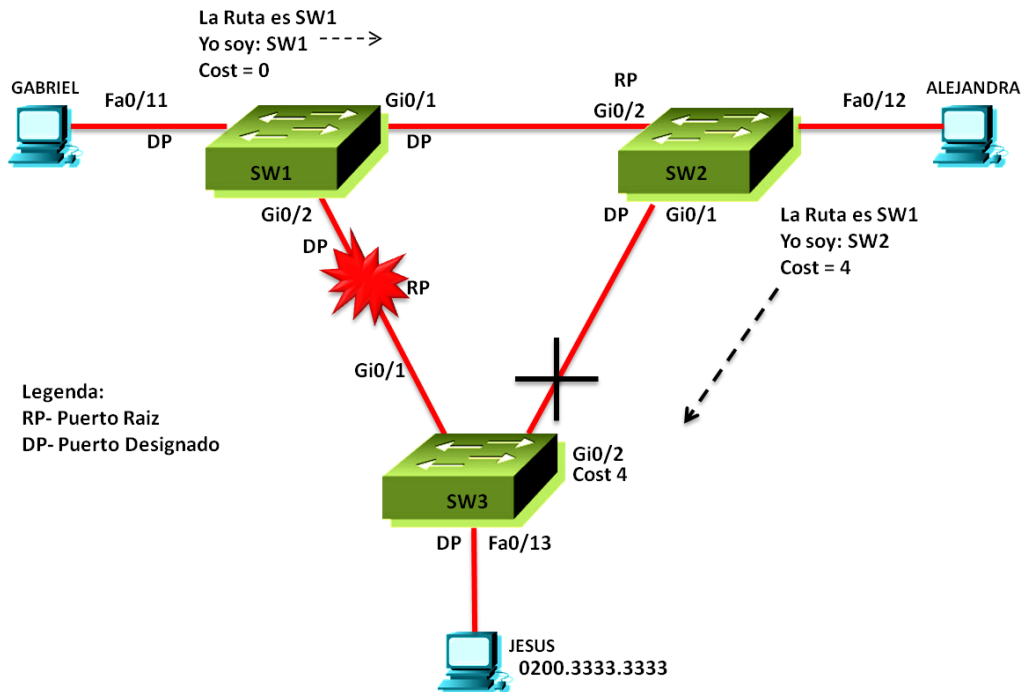 La Ruta es SW1
Yo soy: SW1
Cost = 0
GABRIEL
Fa0/11
DP
SW1
Gi0/1
DP
RP
Gi0/2
SW2
Fa0/12
ALEJANDRA
Gi0/2
DP
RP
Gi0/1
DP
Gi0/1
La Ruta es SW1
Yo soy: SW2
Cost = 4
Legenda:
RP- Puerto Raiz
DP- Puerto Designado
Gi0/2
Cost 4
SW3
DP
Fa0/13
JESUS
0200.3333.3333